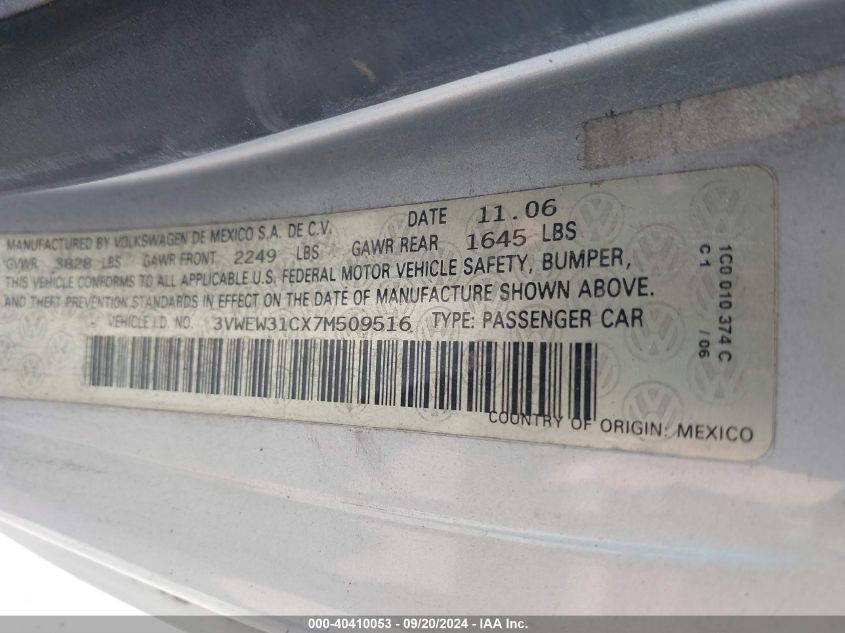 MANUFACTURED BY VOLKSWAGEN DE MEXICO S.A. DE C.V. DATE 11.06
GVWR 3828 LBS GAWR FRONT 2249 LBS GAWR REAR 1645 LBS
THIS VEHICLE CONFORMS TO ALL APPLICABLE U.S. FEDERAL MOTOR VEHICLE SAFETY, BUMPER,
AND THEFT PREVENTION STANDARDS IN EFFECT ON THE DATE OF MANUFACTURE SHOWN ABOVE.
VEHICLE I.D. NO. 3VWEW31CX7M509516 TYPE: PASSENGER CAR
COUNTRY OF ORIGIN: MEXICO
1C0 010 374 C
C1 /06
000-40410053 - 09/20/2024 - IAA Inc.